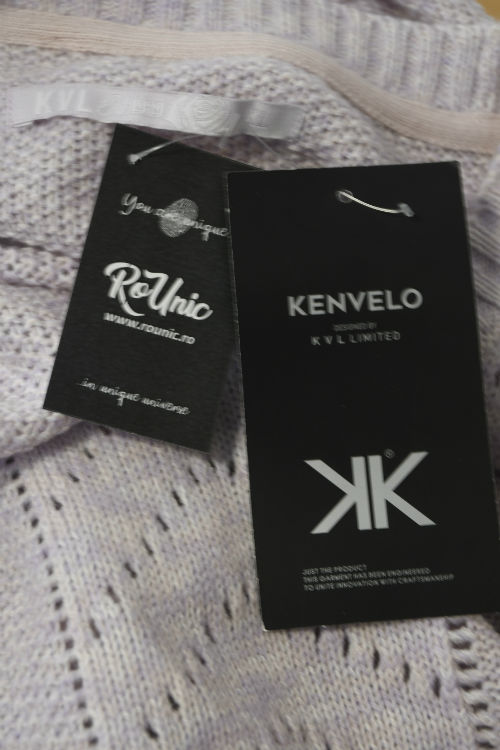 KVL
You are unique
RoUnic
www.rounic.ro
...in unique universe
KENVELO
DESIGNED BY
KVL LIMITED
KK
®
JUST THE PRODUCT
THIS GARMENT HAS BEEN ENGINEERED
TO UNITE INNOVATION WITH CRAFTSMANSHIP